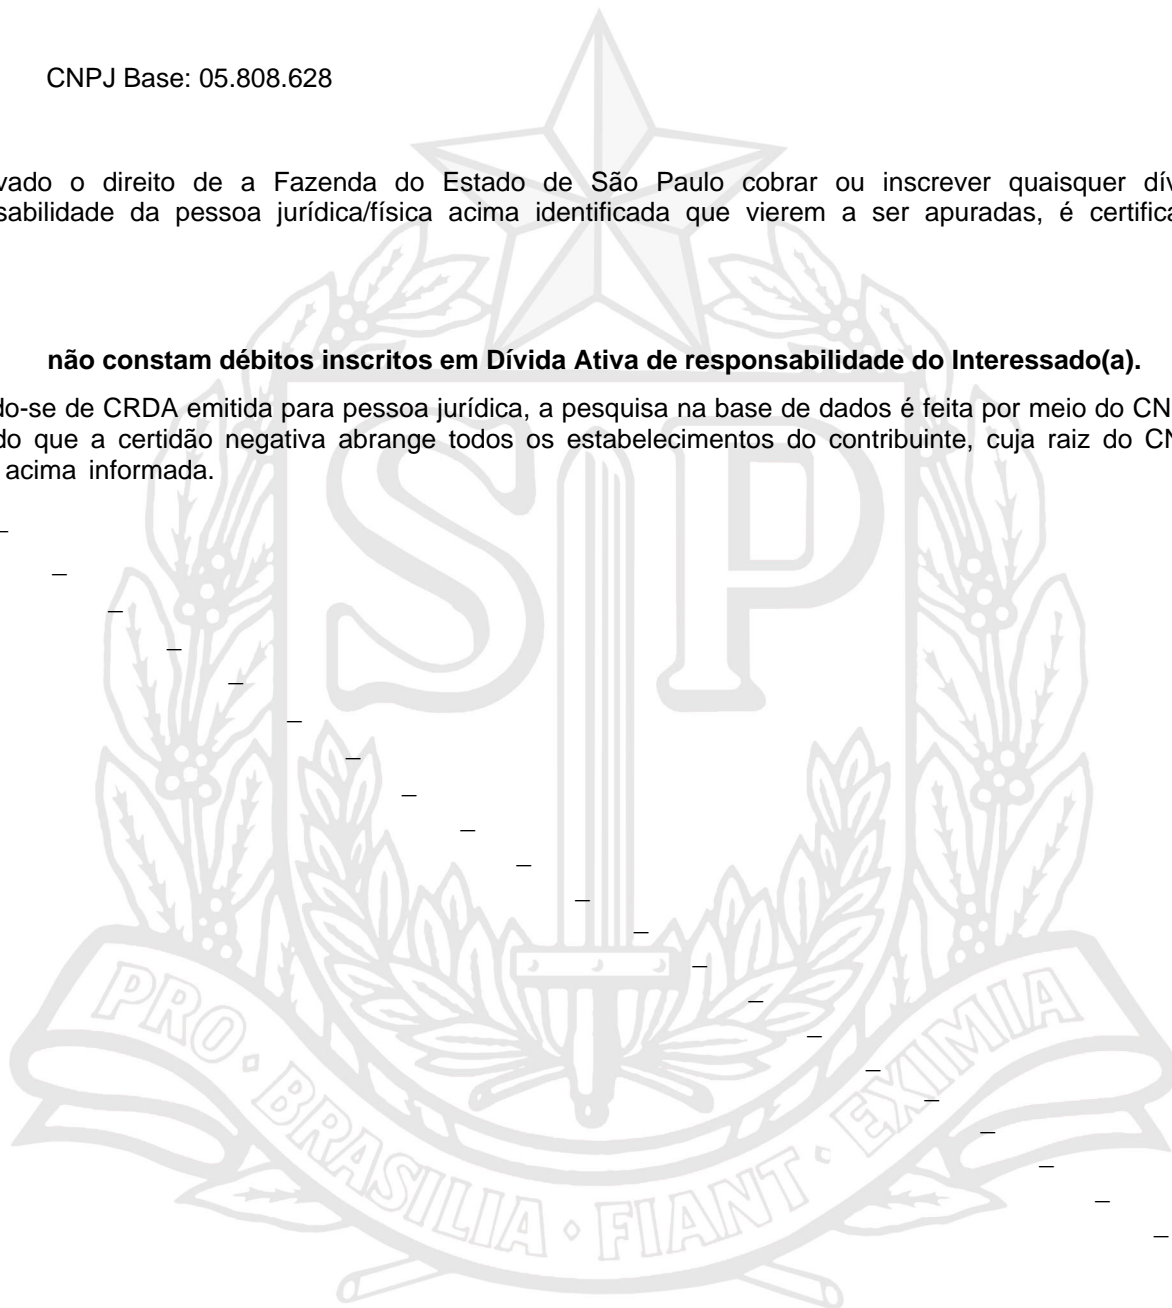 CNPJ Base: 05.808.628
vado o direito de a Fazenda do Estado de São Paulo cobrar ou inscrever quaisquer dív
sabilidade da pessoa jurídica/física acima identificada que vierem a ser apuradas, é certifica
não constam débitos inscritos em Dívida Ativa de responsabilidade do Interessado(a).
do-se de CRDA emitida para pessoa jurídica, a pesquisa na base de dados é feita por meio do CN
do que a certidão negativa abrange todos os estabelecimentos do contribuinte, cuja raiz do CN
acima informada.
SP
PRO · BRASILIA · FIANT · EXIMIA